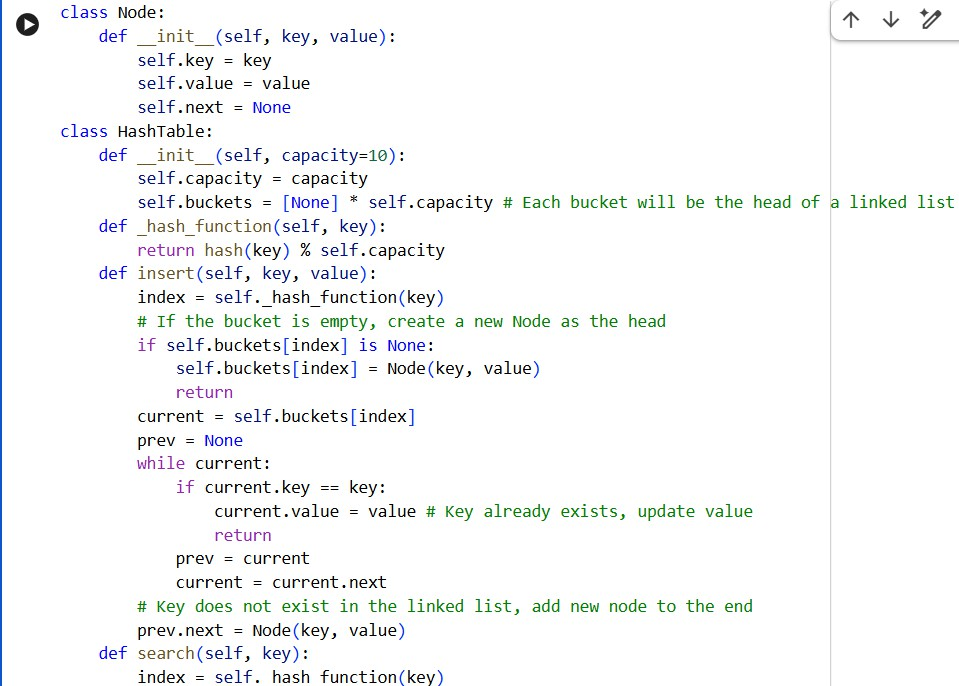 class Node:
    def __init__(self, key, value):
        self.key = key
        self.value = value
        self.next = None
class HashTable:
    def __init__(self, capacity=10):
        self.capacity = capacity
        self.buckets = [None] * self.capacity # Each bucket will be the head of a linked list
    def _hash_function(self, key):
        return hash(key) % self.capacity
    def insert(self, key, value):
        index = self._hash_function(key)
        # If the bucket is empty, create a new Node as the head
        if self.buckets[index] is None:
            self.buckets[index] = Node(key, value)
            return
        current = self.buckets[index]
        prev = None
        while current:
            if current.key == key:
                current.value = value # Key already exists, update value
                return
            prev = current
            current = current.next
        # Key does not exist in the linked list, add new node to the end
        prev.next = Node(key, value)
    def search(self, key):
        index = self._hash_function(key)